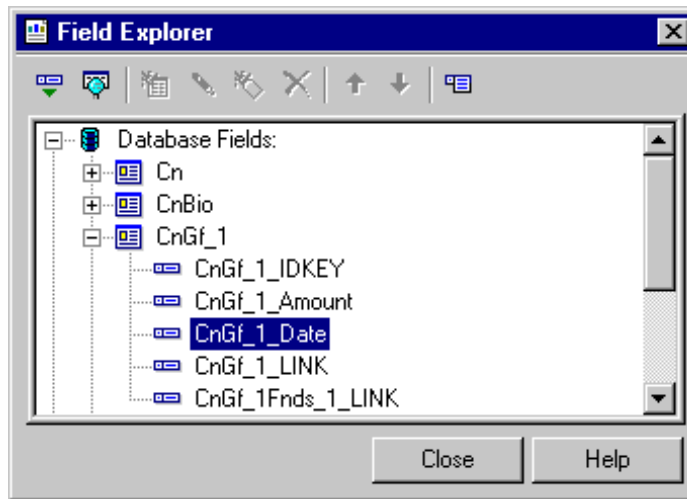 Field Explorer
Database Fields:
Cn
CnBio
CnGf_1
CnGf_1_IDKEY
CnGf_1_Amount
CnGf_1_Date
CnGf_1_LINK
CnGf_1Fnds_1_LINK
Close Help